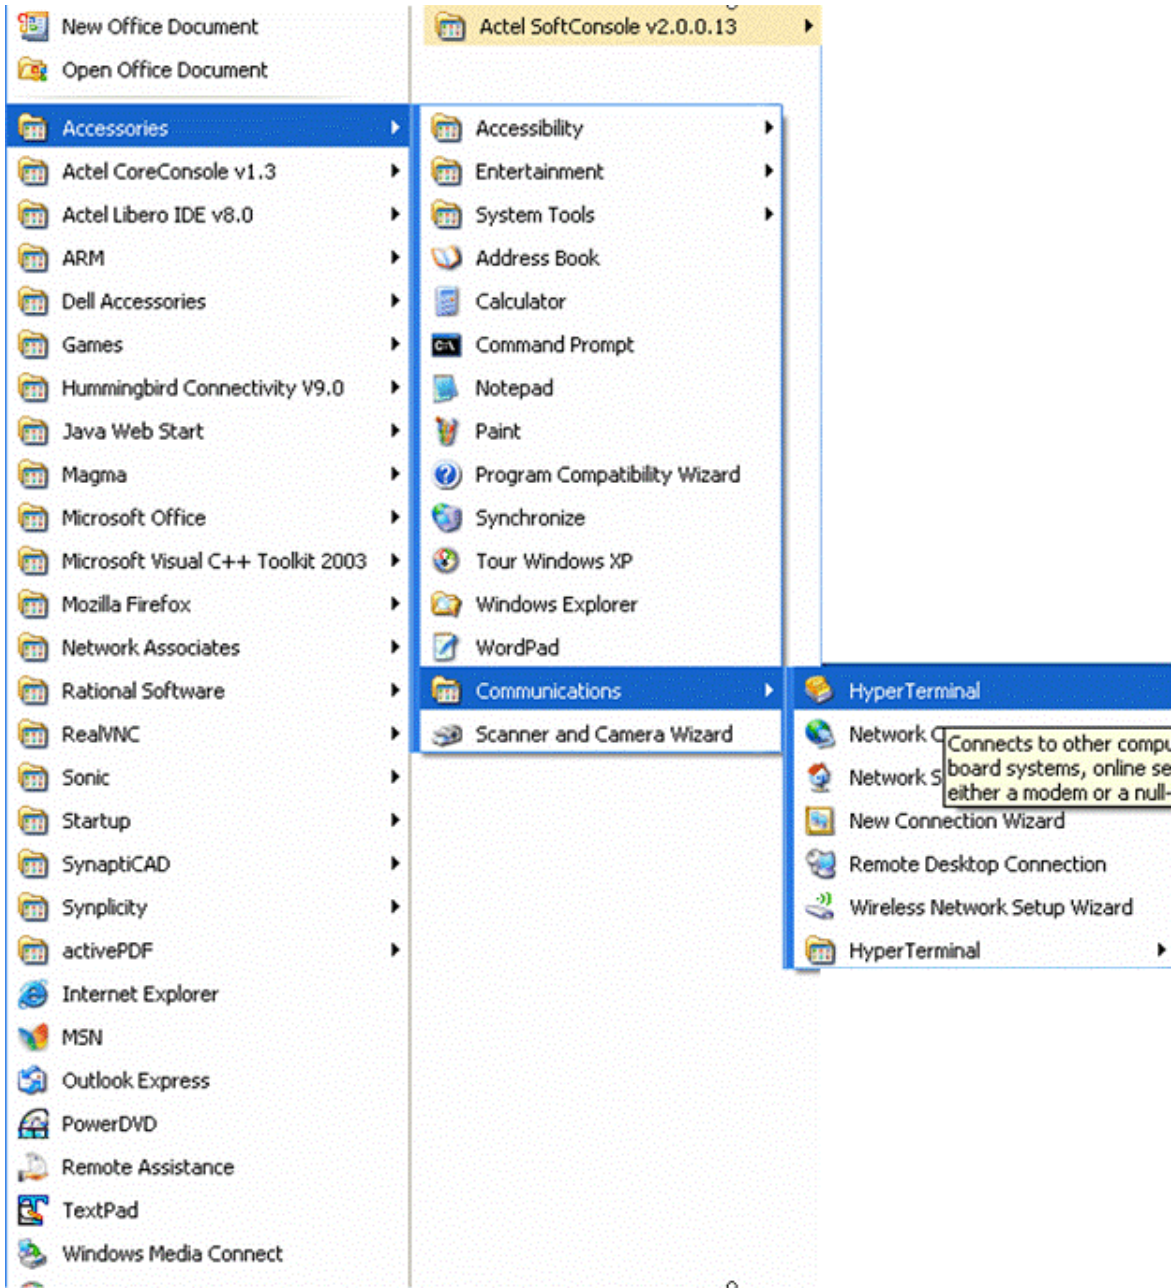 New Office Document
Open Office Document
Accessories
Actel CoreConsole v1.3
Actel Libero IDE v8.0
ARM
Dell Accessories
Games
Hummingbird Connectivity V9.0
Java Web Start
Magma
Microsoft Office
Microsoft Visual C++ Toolkit 2003
Mozilla Firefox
Network Associates
Rational Software
RealVNC
Sonic
Startup
SynaptiCAD
Synplicity
activePDF
Internet Explorer
MSN
Outlook Express
PowerDVD
Remote Assistance
TextPad
Windows Media Connect
Actel SoftConsole v2.0.0.13
Accessibility
Entertainment
System Tools
Address Book
Calculator
C:\
Command Prompt
Notepad
Paint
Program Compatibility Wizard
Synchronize
Tour Windows XP
Windows Explorer
WordPad
Communications
Scanner and Camera Wizard
HyperTerminal
Network
Network S
New Connection Wizard
Remote Desktop Connection
Wireless Network Setup Wizard
HyperTerminal
Connects to other compu
board systems, online se
either a modem or a null-